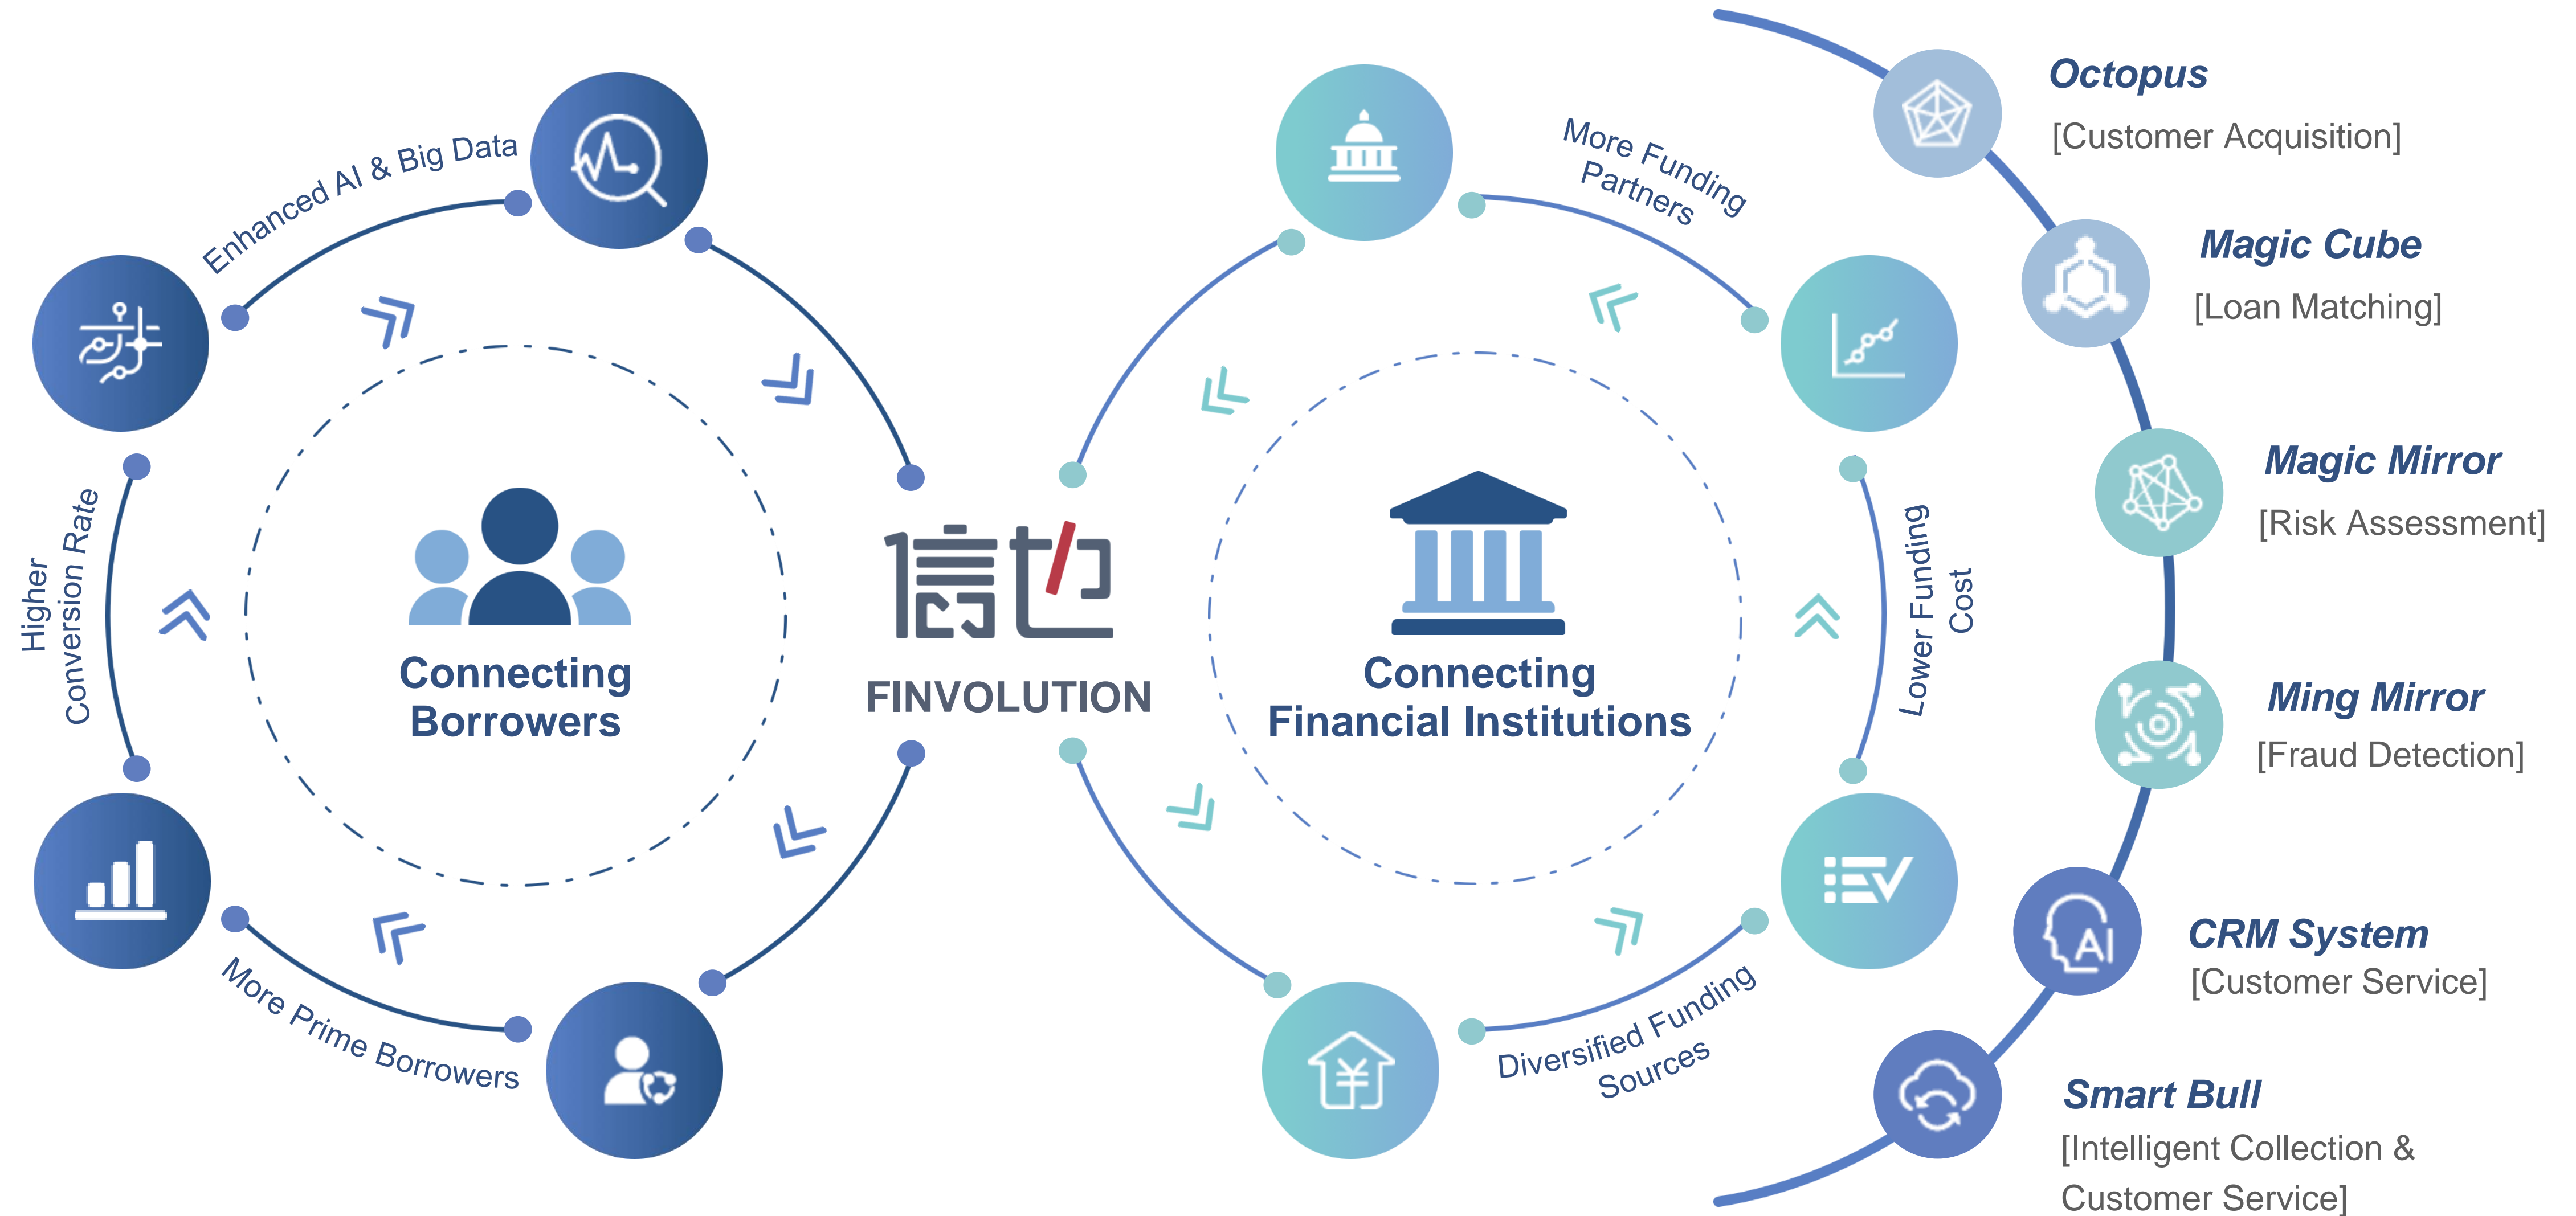 Enhanced AI & Big Data
Higher
Conversion Rate
More Prime Borrowers
Connecting
Borrowers
信也
FINVOLUTION
Connecting
Financial Institutions
More Funding
Partners
Lower Funding
Cost
Diversified Funding
Sources
¥
Octopus
[Customer Acquisition]
Magic Cube
[Loan Matching]
Magic Mirror
[Risk Assessment]
Ming Mirror
[Fraud Detection]
AI
CRM System
[Customer Service]
Smart Bull
[Intelligent Collection &
Customer Service]